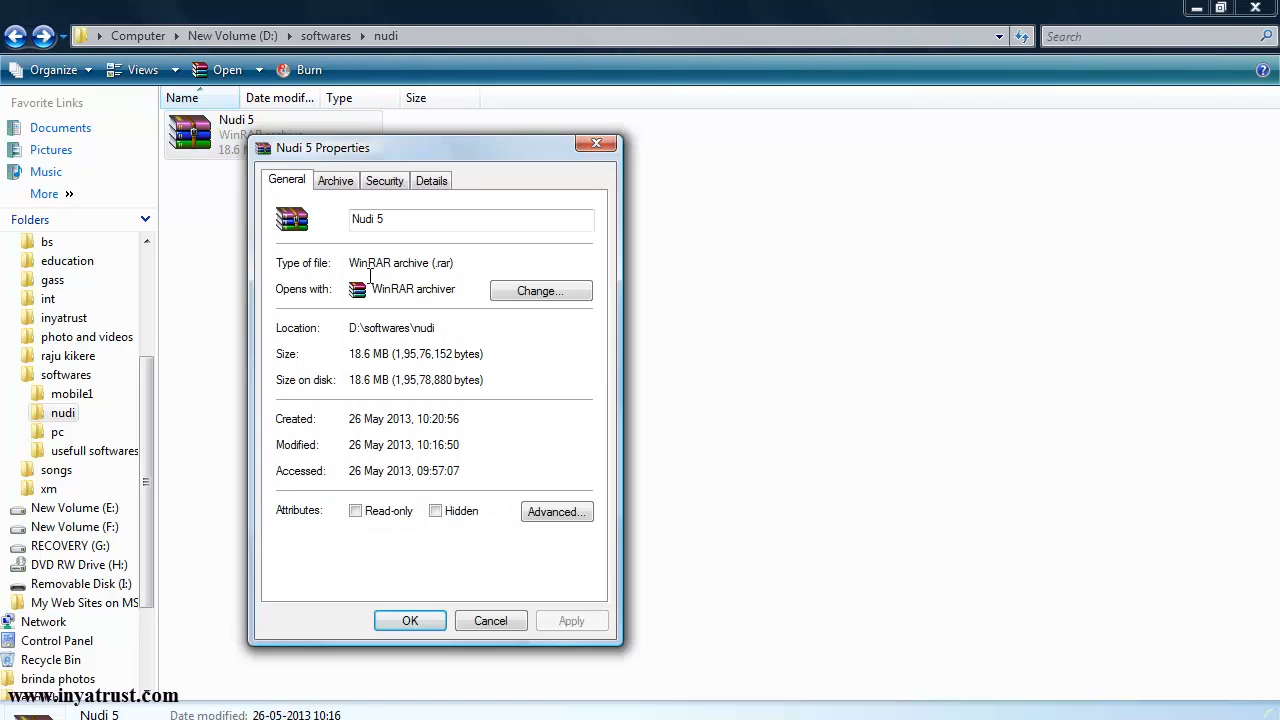 Computer New Volume (D:) softwares nudi
Search
Organize Views Open Burn
Favorite Links
Documents
Pictures
Music
More »
Folders
bs
education
gass
int
inyatrust
photo and videos
raju kikere
softwares
mobile1
nudi
pc
usefull softwares
songs
xm
New Volume (E:)
New Volume (F:)
RECOVERY (G:)
DVD RW Drive (H:)
Removable Disk (I:)
My Web Sites on MS
Network
Control Panel
Recycle Bin
brinda photos
www.inyatrust.com
Name Date modif... Type Size
Nudi 5
18.6 M
Nudi 5 Properties
General Archive Security Details
Nudi 5
Type of file: WinRAR archive (.rar)
Opens with: WinRAR archiver Change...
Location: D:\softwares\nudi
Size: 18.6 MB (1,95,76,152 bytes)
Size on disk: 18.6 MB (1,95,78,880 bytes)
Created: 26 May 2013, 10:20:56
Modified: 26 May 2013, 10:16:50
Accessed: 26 May 2013, 09:57:07
Attributes: Read-only Hidden Advanced...
OK Cancel Apply
Nudi 5 Date modified: 26-05-2013 10:16